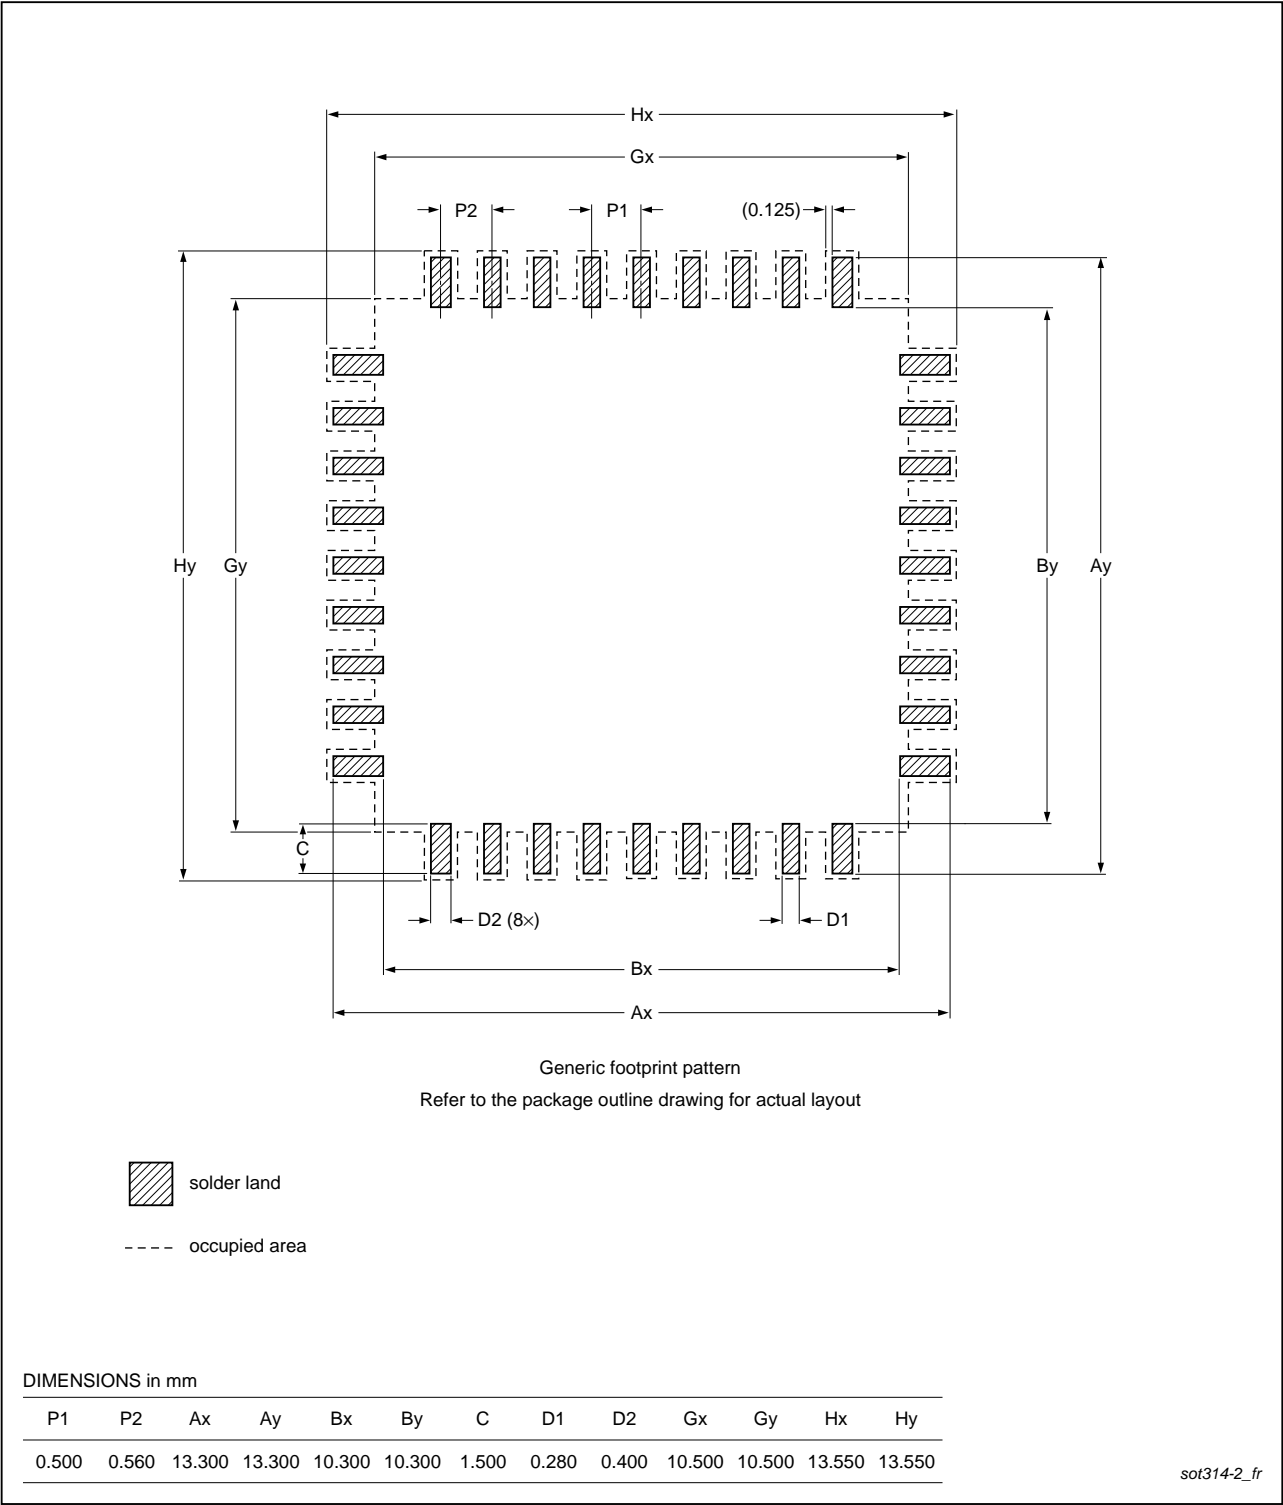 Hx
Gx
P2
P1
(0.125)
Hy
Gy
By
Ay
C
D2 (8×)
D1
Bx
Ax
Generic footprint pattern
Refer to the package outline drawing for actual layout
solder land
occupied area
DIMENSIONS in mm
P1 P2 Ax Ay Bx By C D1 D2 Gx Gy Hx Hy
0.500 0.560 13.300 13.300 10.300 10.300 1.500 0.280 0.400 10.500 10.500 13.550 13.550
sot314-2_fr